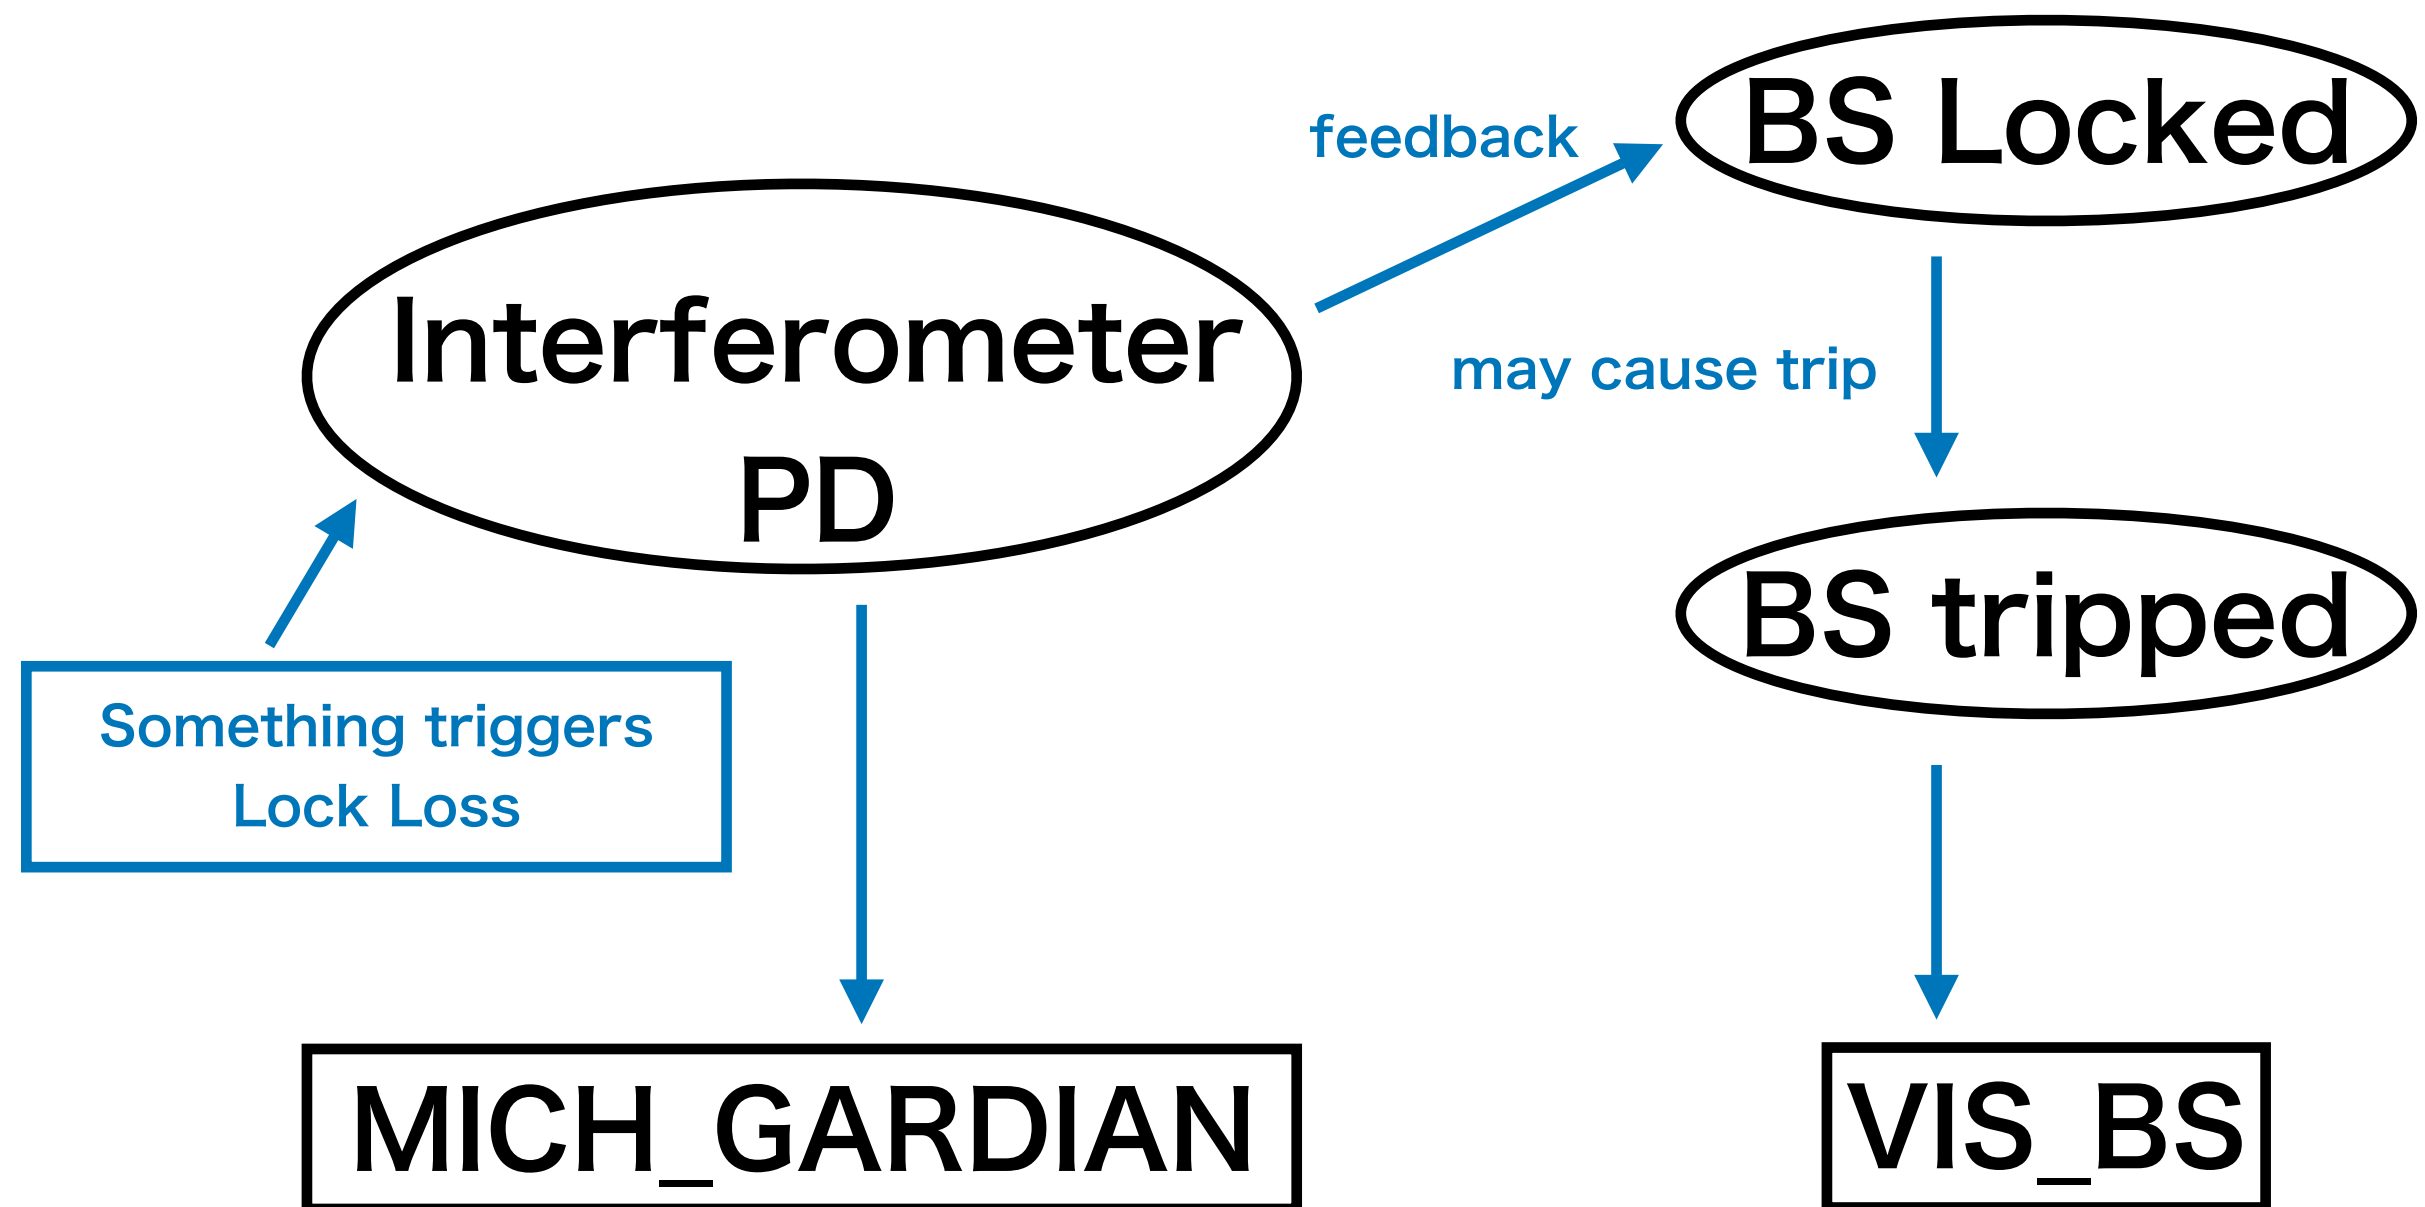 BS Locked
feedback
Interferometer
PD
may cause trip
BS tripped
Something triggers
Lock Loss
MICH_GARDIAN
VIS_BS